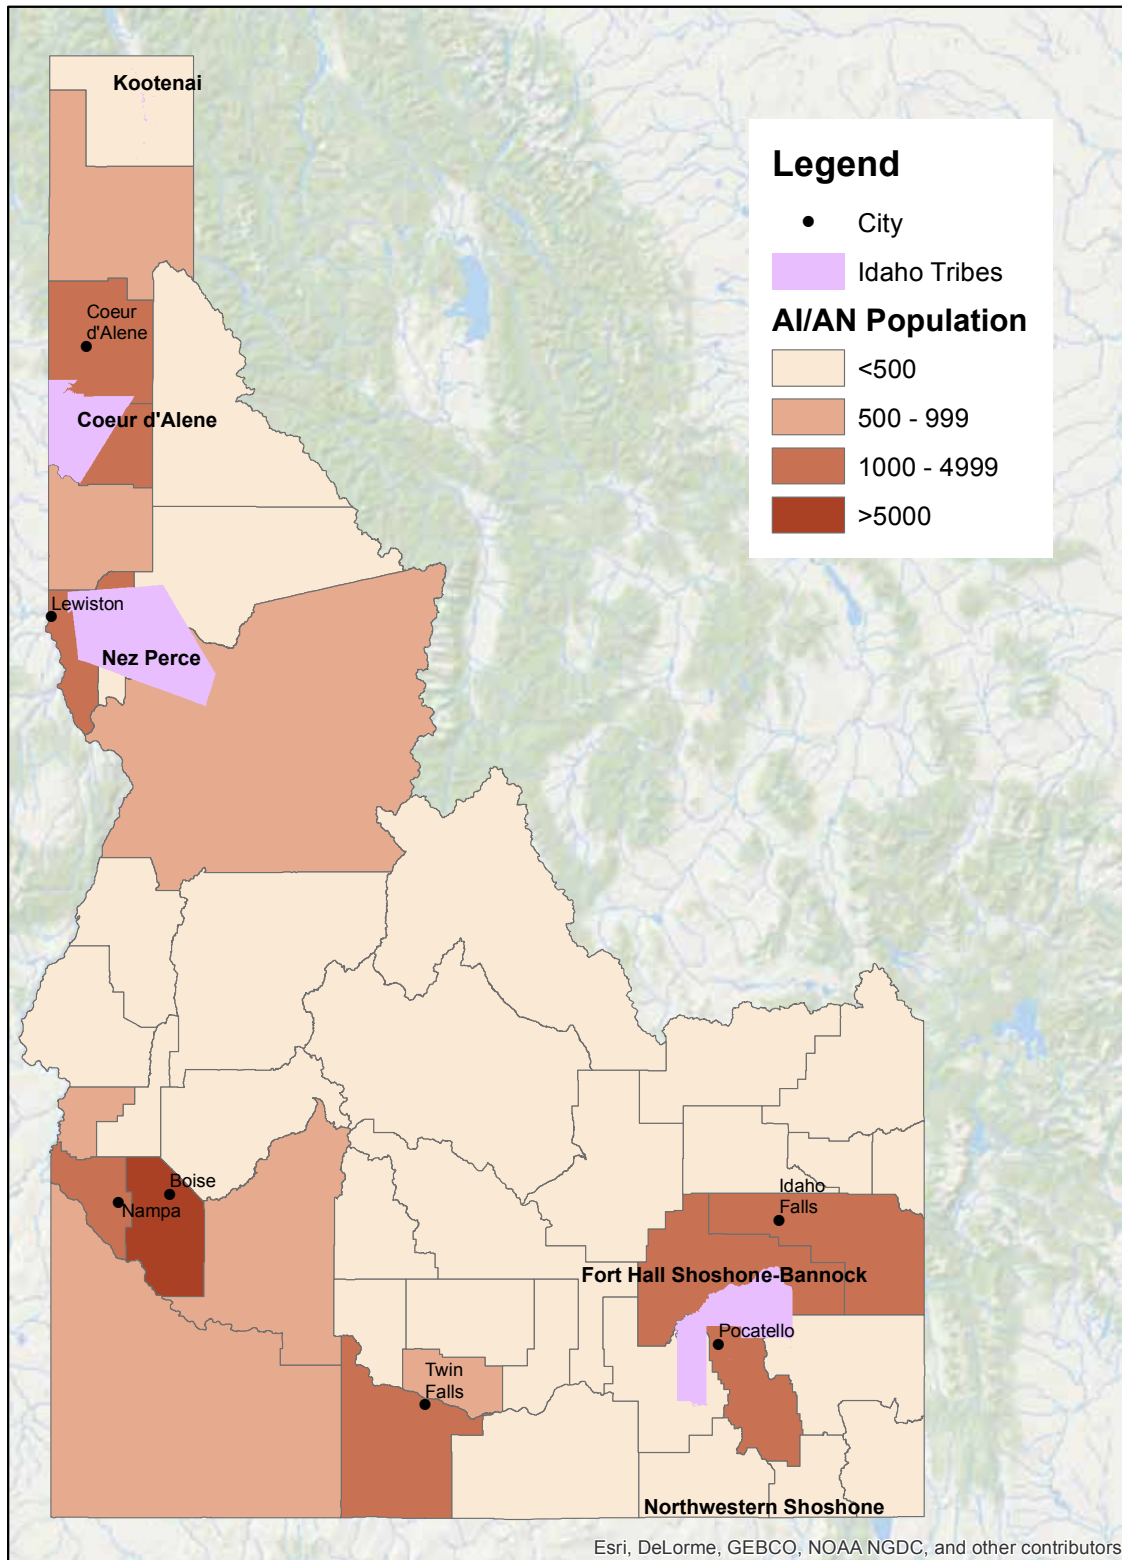 Kootenai
Legend
City
Idaho Tribes
AI/AN Population
<500
500 - 999
1000 - 4999
>5000
Coeur
d'Alene
Coeur d'Alene
Lewiston
Nez Perce
Boise
Nampa
Idaho
Falls
Fort Hall Shoshone-Bannock
Pocatello
Twin
Falls
Northwestern Shoshone
Esri, DeLorme, GEBCO, NOAA NGDC, and other contributors